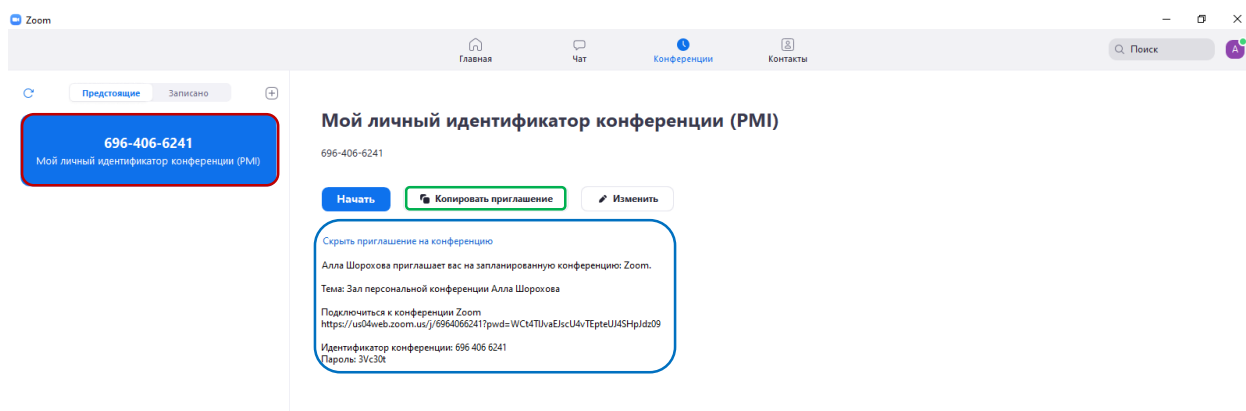 Zoom
Главная
Чат
Конференции
Контакты
Поиск
А
Предстоящие
Записано
696-406-6241
Мой личный идентификатор конференции (PMI)
Мой личный идентификатор конференции (PMI)
696-406-6241
Начать
Копировать приглашение
Изменить
Скрыть приглашение на конференцию
Алла Шорохова приглашает вас на запланированную конференцию: Zoom.
Тема: Зал персональной конференции Алла Шорохова
Подключиться к конференции Zoom
https://us04web.zoom.us/j/6964066241?pwd=WCt4TlJvaEJscU4vTEpteUJ4SHpJdz09
Идентификатор конференции: 696 406 6241
Пароль: 3Vc30t